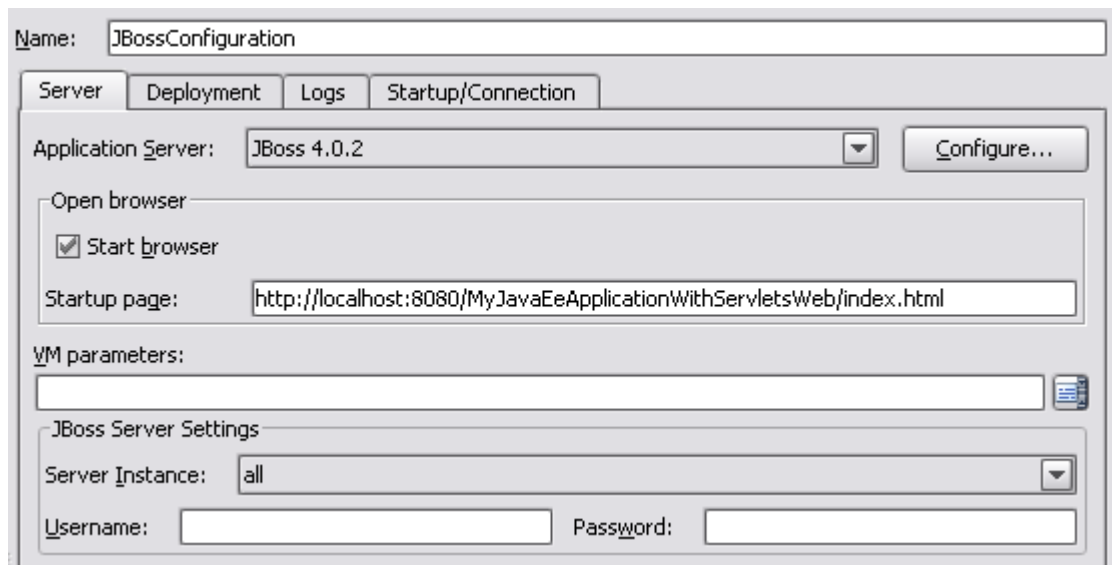 Name: JBossConfiguration
Server Deployment Logs Startup/Connection
Application Server: JBoss 4.0.2 Configure...
Open browser
Start browser
Startup page: http://localhost:8080/MyJavaEeApplicationWithServletsWeb/index.html
VM parameters:
JBoss Server Settings
Server Instance: all
Username: Password: